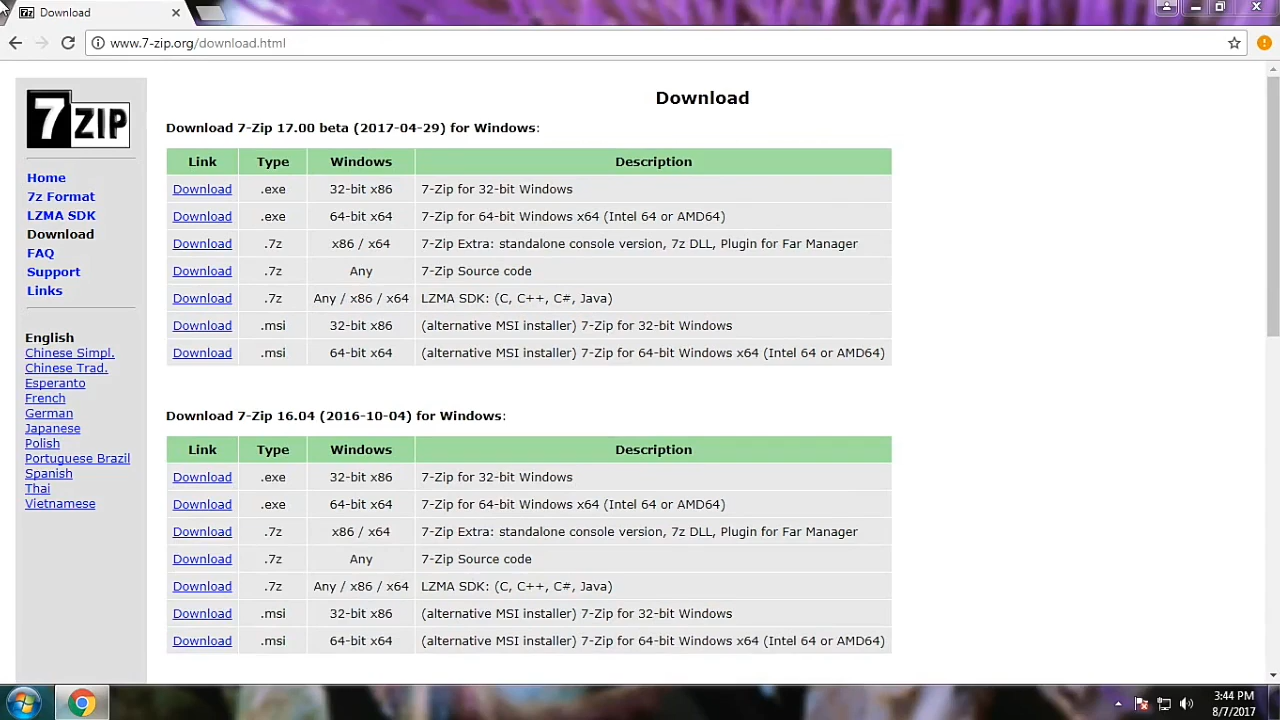 Download
www.7-zip.org/download.html
7 ZIP
Home
7z Format
LZMA SDK
Download
FAQ
Support
Links
English
Chinese Simpl.
Chinese Trad.
Esperanto
French
German
Japanese
Polish
Portuguese Brazil
Spanish
Thai
Vietnamese
Download
Download 7-Zip 17.00 beta (2017-04-29) for Windows:
Link Type Windows Description
Download .exe 32-bit x86 7-Zip for 32-bit Windows
Download .exe 64-bit x64 7-Zip for 64-bit Windows x64 (Intel 64 or AMD64)
Download .7z x86 / x64 7-Zip Extra: standalone console version, 7z DLL, Plugin for Far Manager
Download .7z Any 7-Zip Source code
Download .7z Any / x86 / x64 LZMA SDK: (C, C++, C#, Java)
Download .msi 32-bit x86 (alternative MSI installer) 7-Zip for 32-bit Windows
Download .msi 64-bit x64 (alternative MSI installer) 7-Zip for 64-bit Windows x64 (Intel 64 or AMD64)
Download 7-Zip 16.04 (2016-10-04) for Windows:
Link Type Windows Description
Download .exe 32-bit x86 7-Zip for 32-bit Windows
Download .exe 64-bit x64 7-Zip for 64-bit Windows x64 (Intel 64 or AMD64)
Download .7z x86 / x64 7-Zip Extra: standalone console version, 7z DLL, Plugin for Far Manager
Download .7z Any 7-Zip Source code
Download .7z Any / x86 / x64 LZMA SDK: (C, C++, C#, Java)
Download .msi 32-bit x86 (alternative MSI installer) 7-Zip for 32-bit Windows
Download .msi 64-bit x64 (alternative MSI installer) 7-Zip for 64-bit Windows x64 (Intel 64 or AMD64)
3:44 PM
8/7/2017